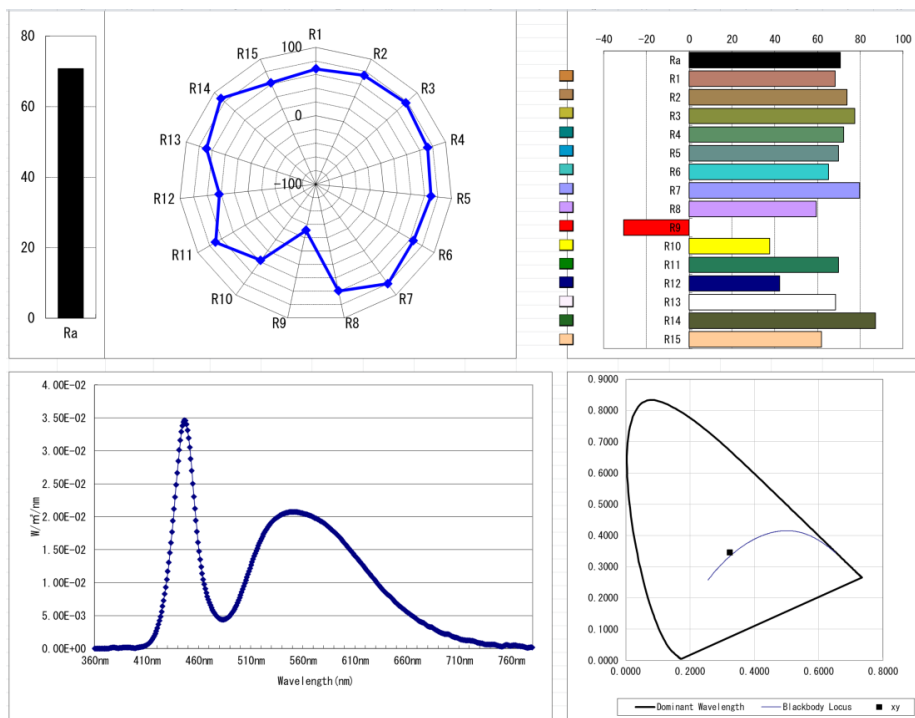 80
60
40
20
0
Ra
R1
R2
R3
R4
R5
R6
R7
R8
R9
R10
R11
R12
R13
R14
R15
100
0
-100
-40 -20 0 20 40 60 80 100
Ra
R1
R2
R3
R4
R5
R6
R7
R8
R9
R10
R11
R12
R13
R14
R15
4.00E-02
3.50E-02
3.00E-02
2.50E-02
2.00E-02
1.50E-02
1.00E-02
5.00E-03
0.00E+00
W/㎡/nm
360nm 410nm 460nm 510nm 560nm 610nm 660nm 710nm 760nm
Wavelength(nm)
0.9000
0.8000
0.7000
0.6000
0.5000
0.4000
0.3000
0.2000
0.1000
0.0000
0.0000 0.2000 0.4000 0.6000 0.8000
Dominant Wavelength Blackbody Locus xy